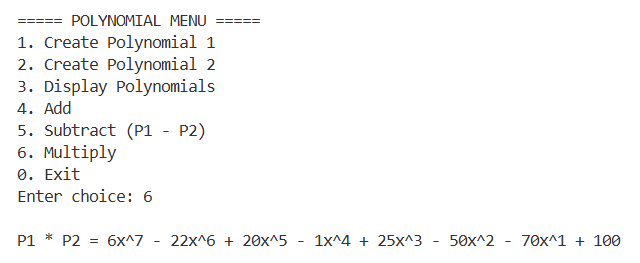 ===== POLYNOMIAL MENU =====
1. Create Polynomial 1
2. Create Polynomial 2
3. Display Polynomials
4. Add
5. Subtract (P1 - P2)
6. Multiply
0. Exit
Enter choice: 6
P1 * P2 = 6x^7 - 22x^6 + 20x^5 - 1x^4 + 25x^3 - 50x^2 - 70x^1 + 100